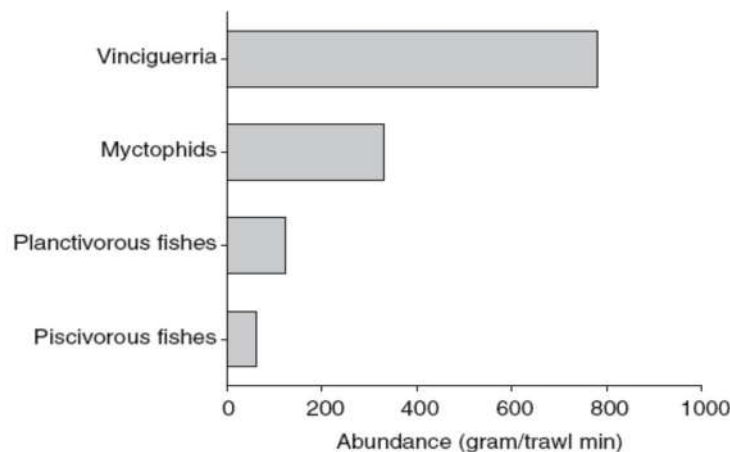 Vinciguerria
Myctophids
Planctivorous fishes
Piscivorous fishes
0 200 400 600 800 1000
Abundance (gram/trawl min)